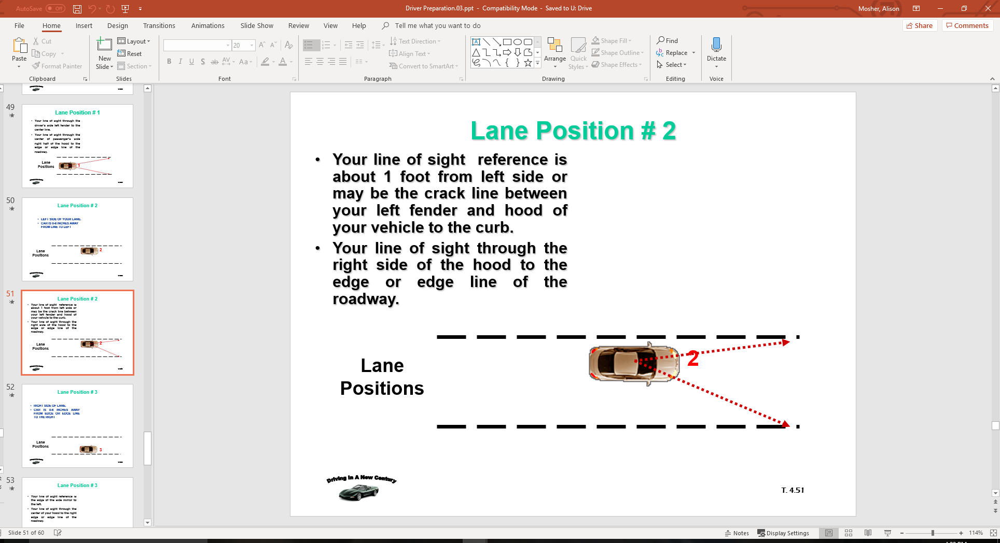 AutoSave Off
Driver Preparation.03.ppt - Compatibility Mode - Saved to U: Drive
Mosher, Alison
File Home Insert Design Transitions Animations Slide Show Review View Help Tell me what you want to do
Share Comments
Paste
Cut
Copy
Format Painter
Clipboard
New Slide
Layout
Reset
Section
Slides
20
B I U S ab AV Aa A
Font
Text Direction
Align Text
Convert to SmartArt
Paragraph
Arrange
Quick Styles
Shape Fill
Shape Outline
Shape Effects
Drawing
Find
Replace
Select
Editing
Dictate
Voice
49
Lane Position # 1
• Your line of sight through the
driver's side left fender to the
center line.
• Your line of sight through the
center of passenger's side
right half of the hood to the
edge or edge line of the
roadway.
Lane
Positions
1
50
Lane Position # 2
• LEFT SIDE OF YOUR LANE.
• CAR IS 0-6 INCHES AWAY
FROM LINE TO LEFT
Lane
Positions
2
51
Lane Position # 2
• Your line of sight reference is
about 1 foot from left side or
may be the crack line between
your left fender and hood of
your vehicle to the curb.
• Your line of sight through the
right side of the hood to the
edge or edge line of the
roadway.
Lane
Positions
2
52
Lane Position # 3
• RIGHT SIDE OF LANE.
• CAR IS 0-6 INCHES AWAY
FROM EDGE OR EDGE LINE
TO THE RIGHT
Lane
Positions
3
53
Lane Position # 3
• Your line of sight reference is
the edge of the side mirror to
the left.
• Your line of sight through the
center of your hood to the right
edge or edge line of the
roadway.
Lane Position # 2
• Your line of sight reference is
about 1 foot from left side or
may be the crack line between
your left fender and hood of
your vehicle to the curb.
• Your line of sight through the
right side of the hood to the
edge or edge line of the
roadway.
Lane
Positions
2
Driving In A New Century
T. 4.51
Slide 51 of 60
Notes Display Settings 114%